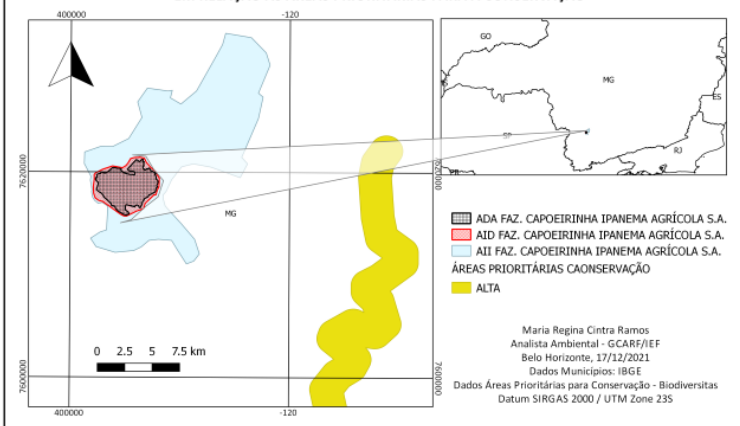 400000
-120
7620000
7600000
MG
0 2.5 5 7.5 km
400000
-120
7620000
7600000
GO
MG
ES
SP
RJ
ADA FAZ. CAPOEIRINHA IPANEMA AGRÍCOLA S.A.
AID FAZ. CAPOEIRINHA IPANEMA AGRÍCOLA S.A.
AII FAZ. CAPOEIRINHA IPANEMA AGRÍCOLA S.A.
ÁREAS PRIORITÁRIAS CAONSERVAÇÃO
ALTA
Maria Regina Cintra Ramos
Analista Ambiental - GCARF/IEF
Belo Horizonte, 17/12/2021
Dados Municípios: IBGE
Dados Áreas Prioritárias para Conservação - Biodiversitas
Datum SIRGAS 2000 / UTM Zone 23S